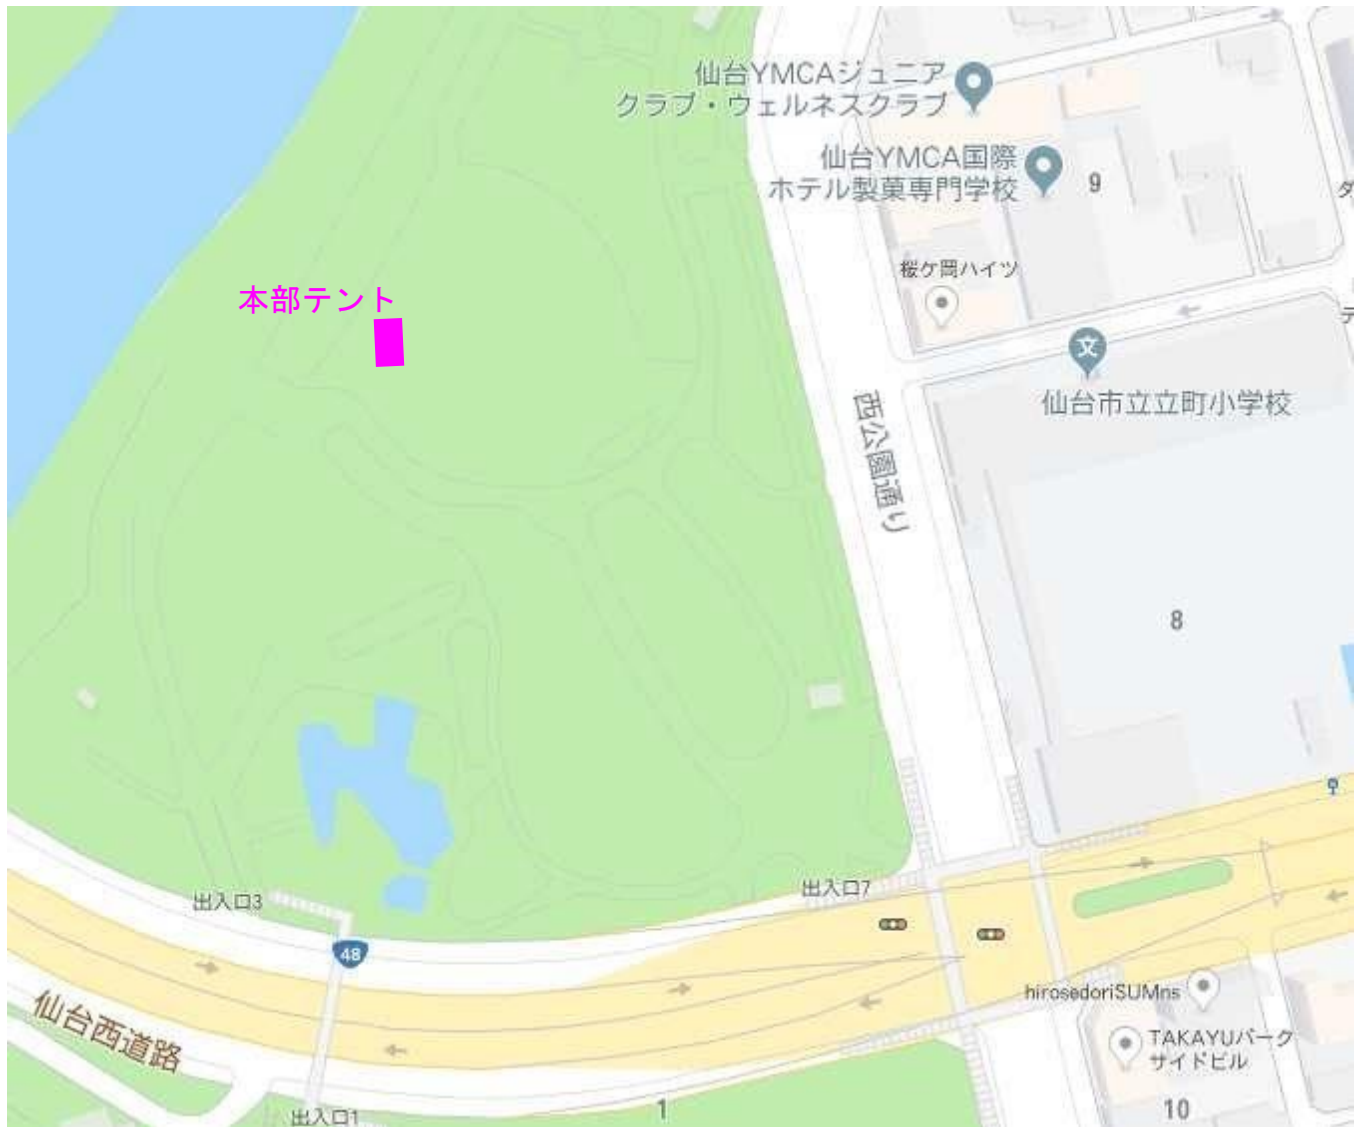 仙台YMCAジュニア
クラブ・ウェルネスクラブ
仙台YMCA国際
ホテル製菓専門学校
9
桜ケ岡ハイツ
本部テント
文
仙台市立立町小学校
西公園通り
8
出入口3
出入口7
48
仙台西道路
hirosedoriSUMns
TAKAYUパーク
サイドビル
出入口1
1
10